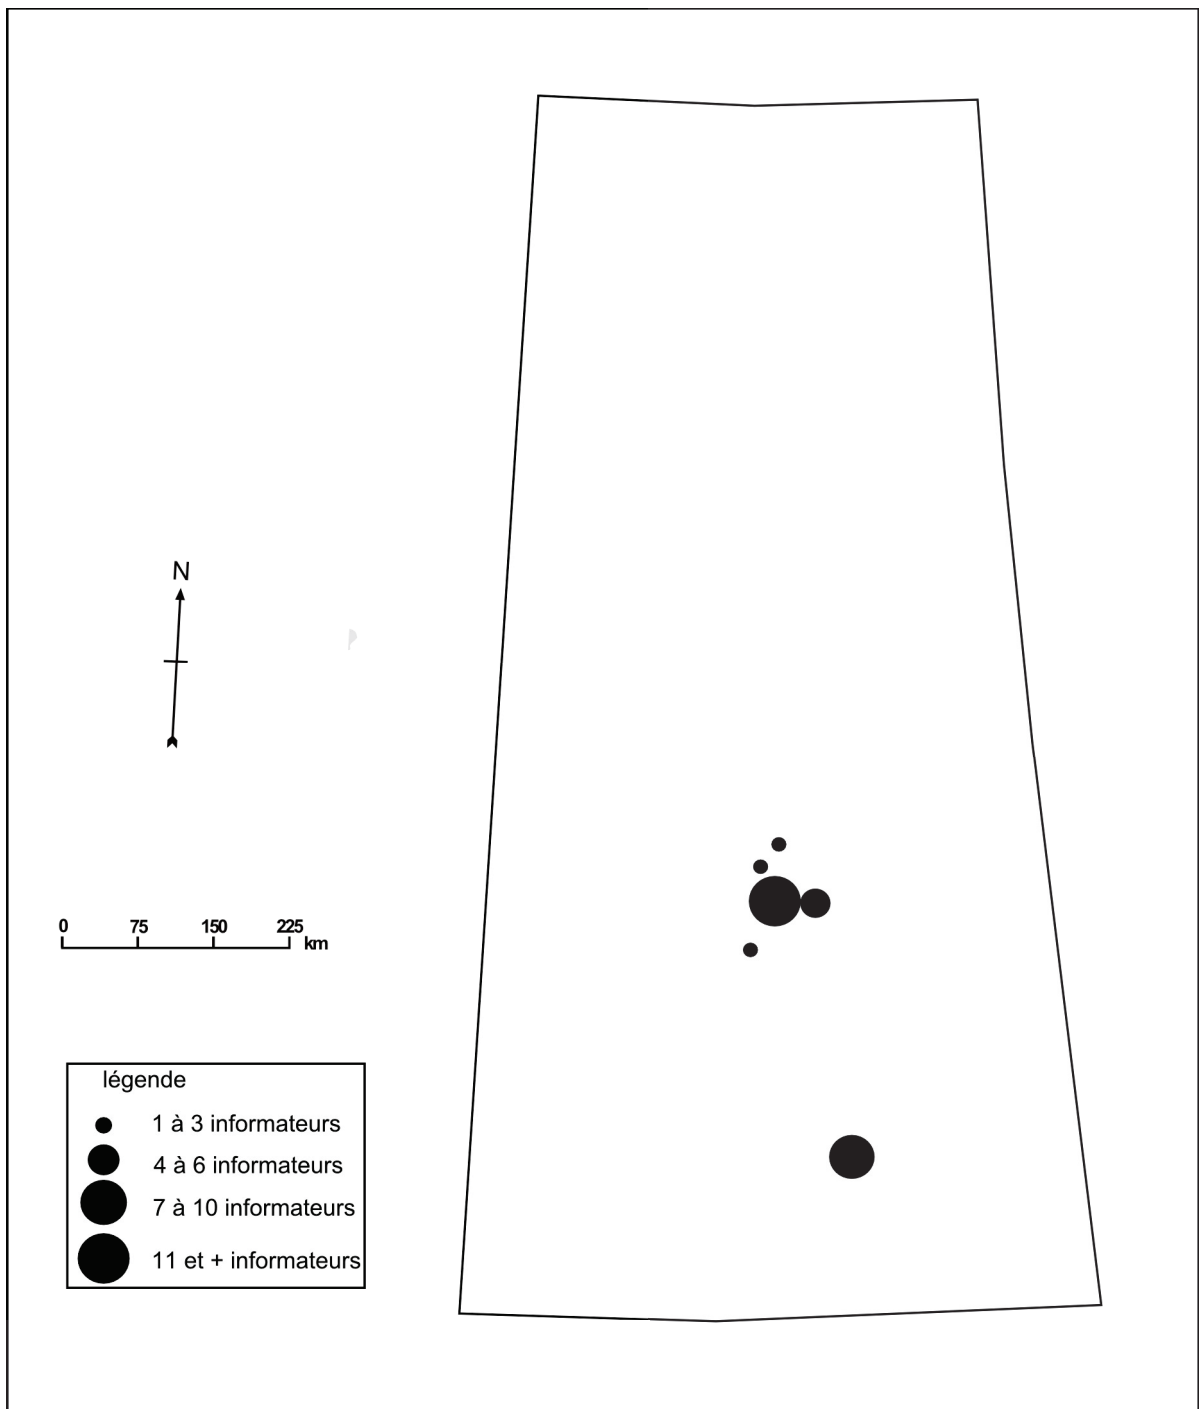 N
0 75 150 225
km
légende
1 à 3 informateurs
4 à 6 informateurs
7 à 10 informateurs
11 et + informateurs